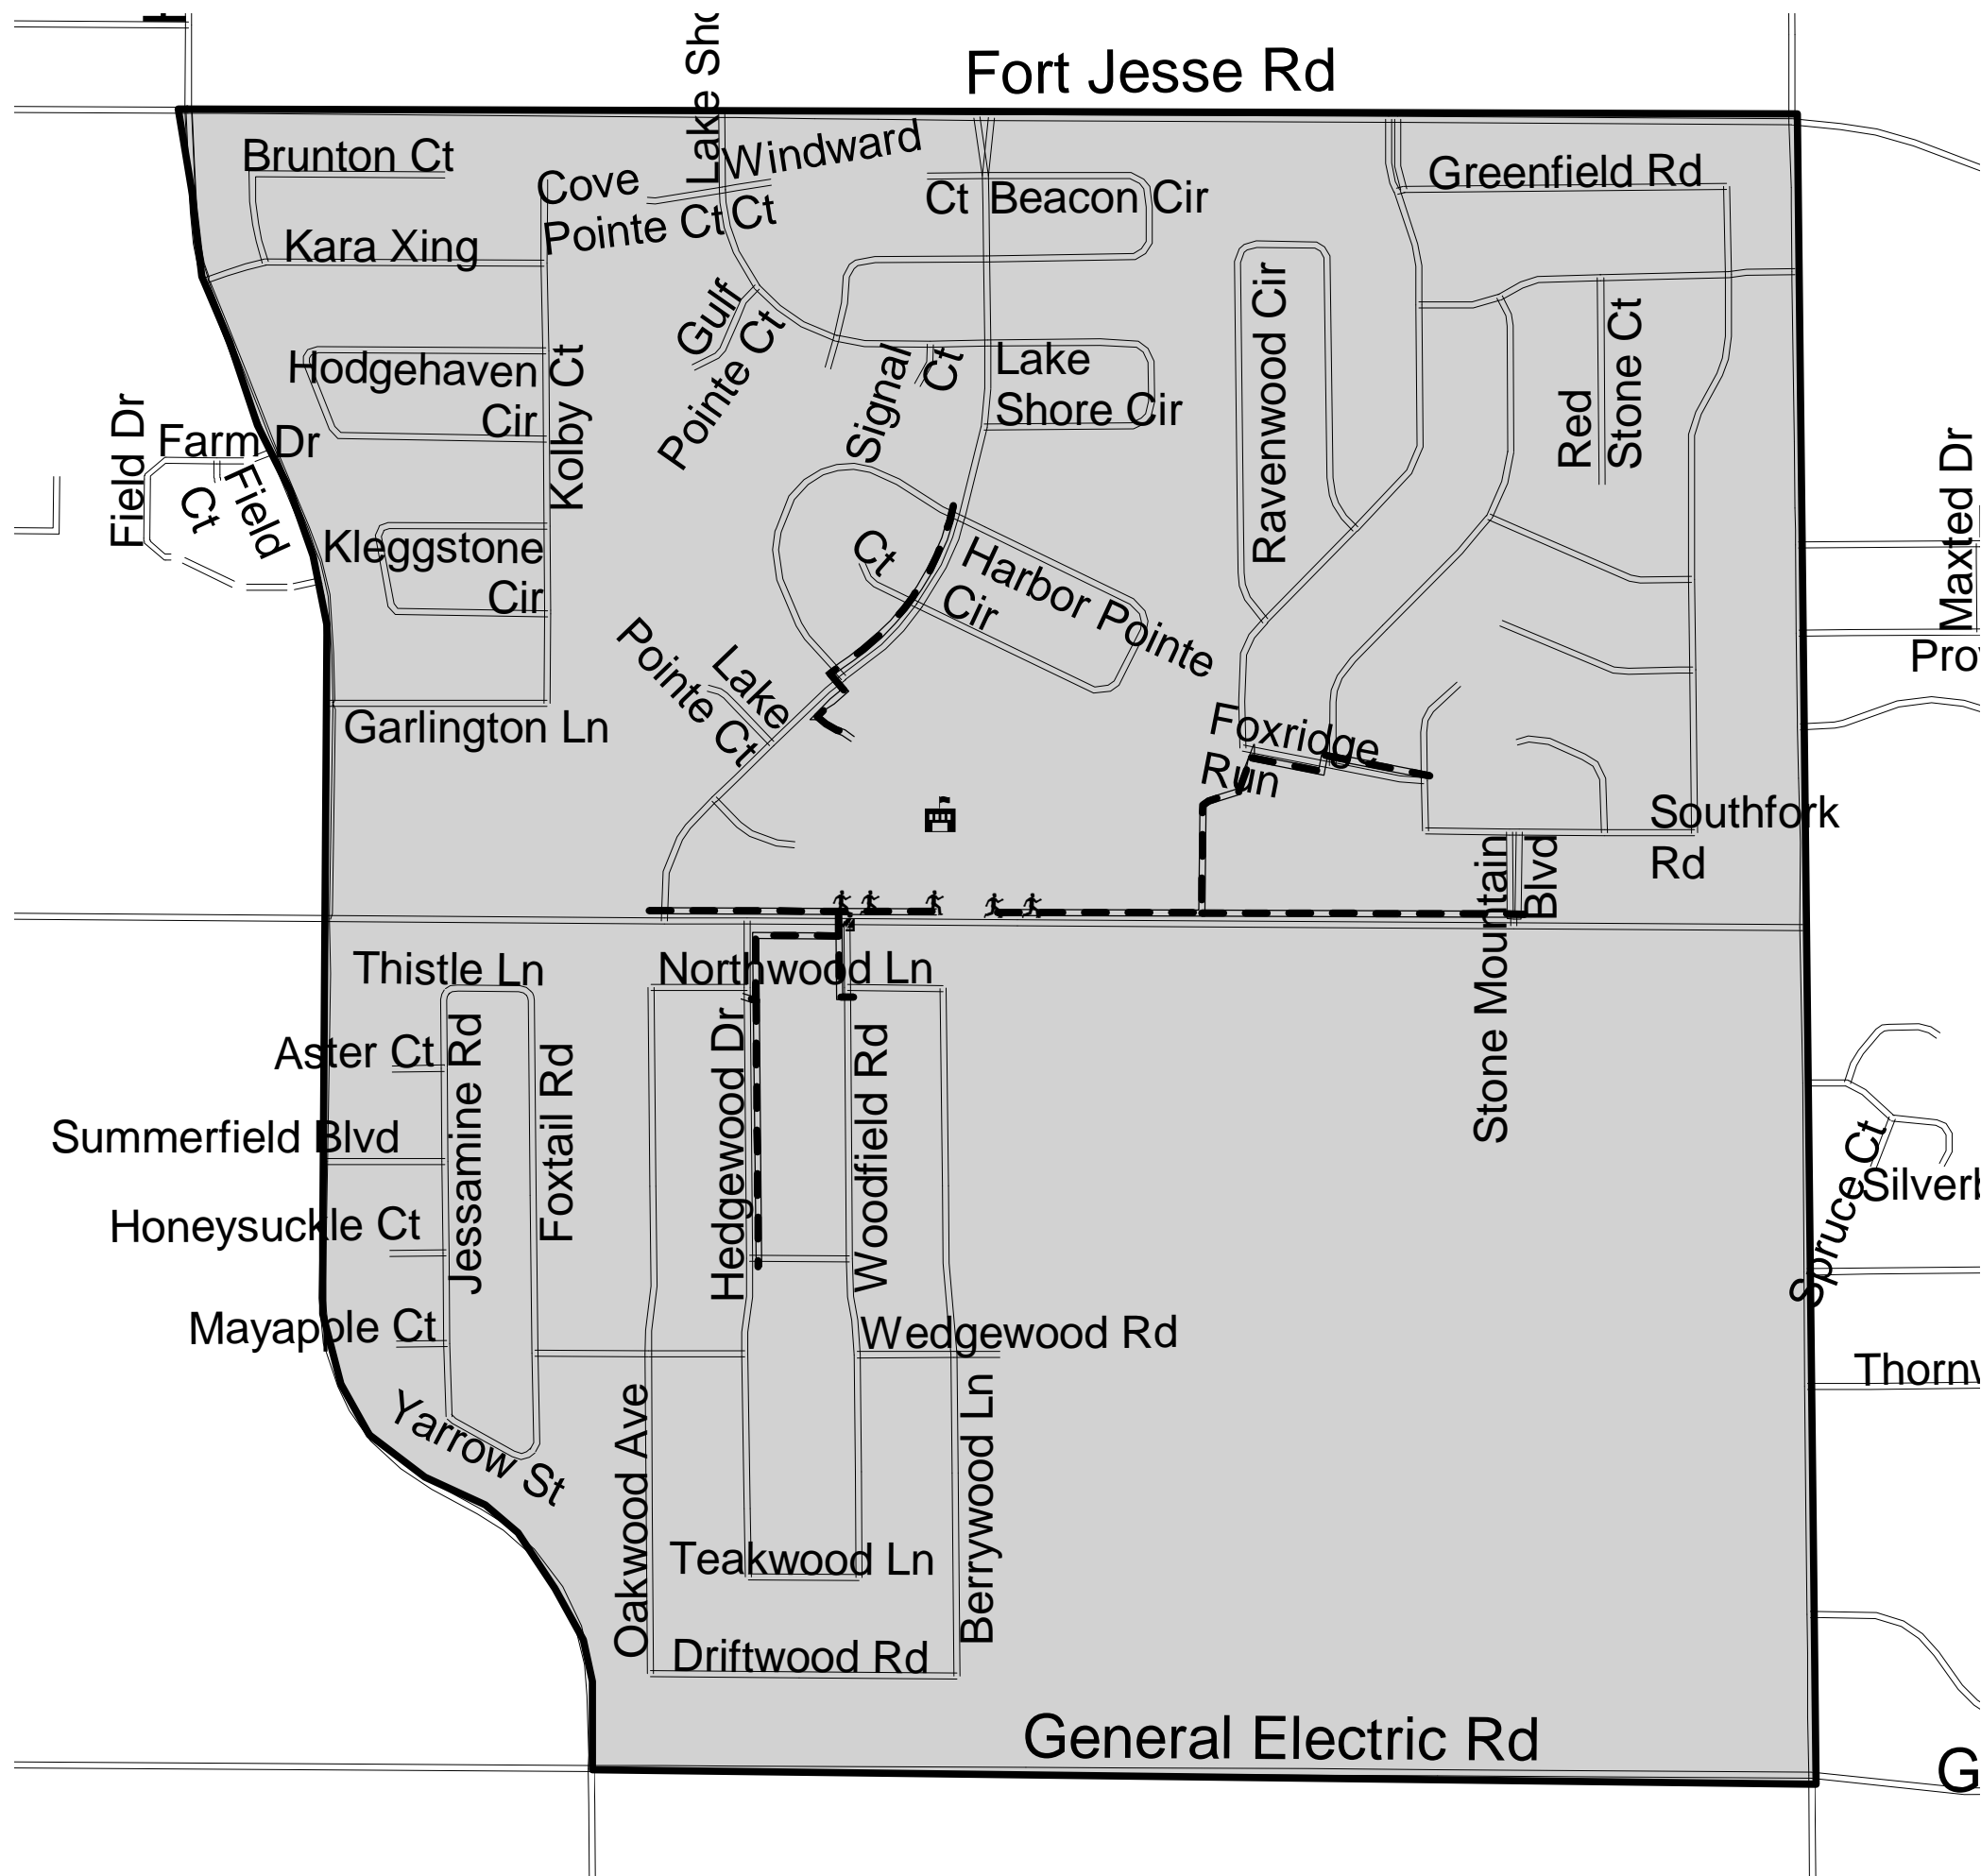 Fort Jesse Rd
Lake Sho
Brunton Ct
Windward
Ct
Cove
Pointe Ct
Ct Beacon Cir
Greenfield Rd
Kara Xing
Gulf
Pointe Ct
Hodgehaven
Cir
Kolby Ct
Signal
Ct
Lake
Shore Cir
Ravenwood Cir
Red
Stone Ct
Field Dr
Farm Dr
Field
Ct
Maxted Dr
Kleggstone
Cir
Ct
Harbor Pointe
Cir
Lake
Pointe Ct
Garlington Ln
Foxridge
Run
Southfork
Rd
Stone Mountain
Blvd
Thistle Ln
Northwood Ln
Aster Ct
Jessamine Rd
Foxtail Rd
Hedgewood Dr
Woodfield Rd
Summerfield Blvd
Spruce Ct
Honeysuckle Ct
Mayapple Ct
Wedgewood Rd
Yarrow St
Oakwood Ave
Berrywood Ln
Teakwood Ln
Driftwood Rd
General Electric Rd
G